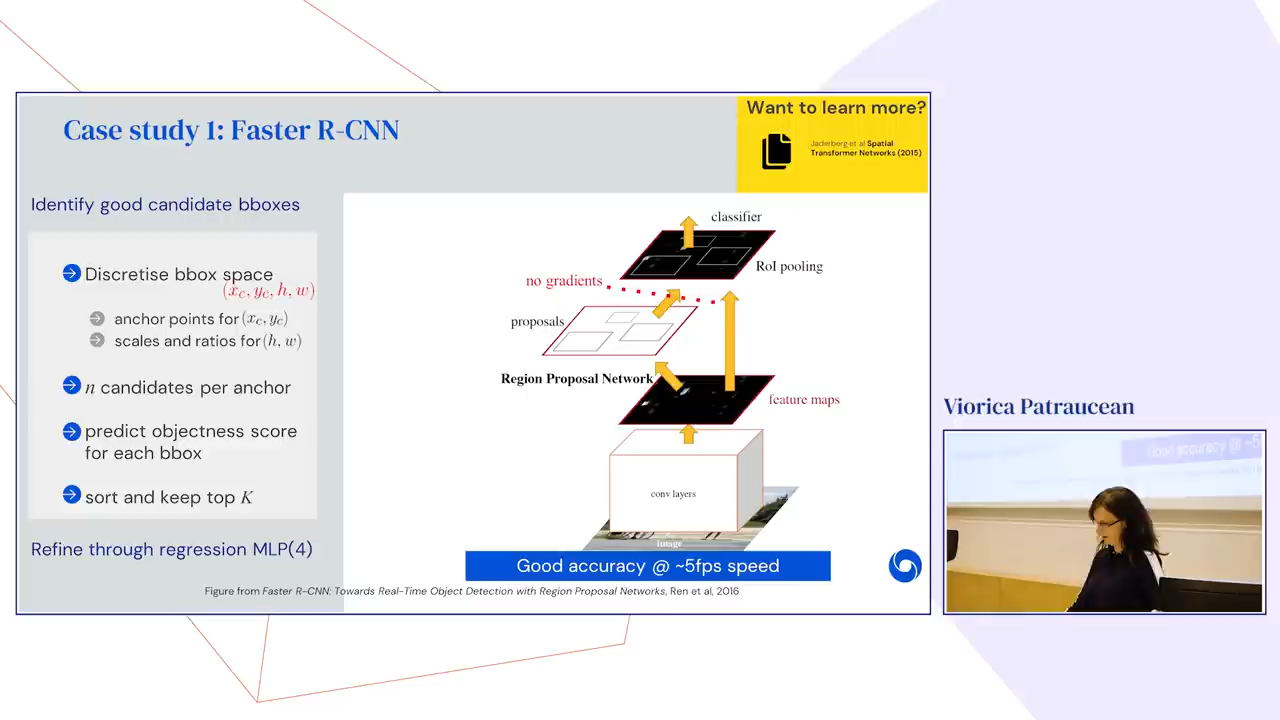 Case study 1: Faster R-CNN
Want to learn more?
Jaderberg et al Spatial
Transformer Networks (2015)
Identify good candidate bboxes
Discretise bbox space
(x_c, y_c, h, w)
anchor points for (x_c, y_c)
scales and ratios for (h, w)
n candidates per anchor
predict objectness score
for each bbox
sort and keep top K
Refine through regression MLP(4)
classifier
RoI pooling
no gradients
proposals
Region Proposal Network
feature maps
conv layers
image
Good accuracy @ ~5fps speed
Figure from Faster R-CNN: Towards Real-Time Object Detection with Region Proposal Networks, Ren et al, 2016
Viorica Patraucean
Good accuracy @ ~5